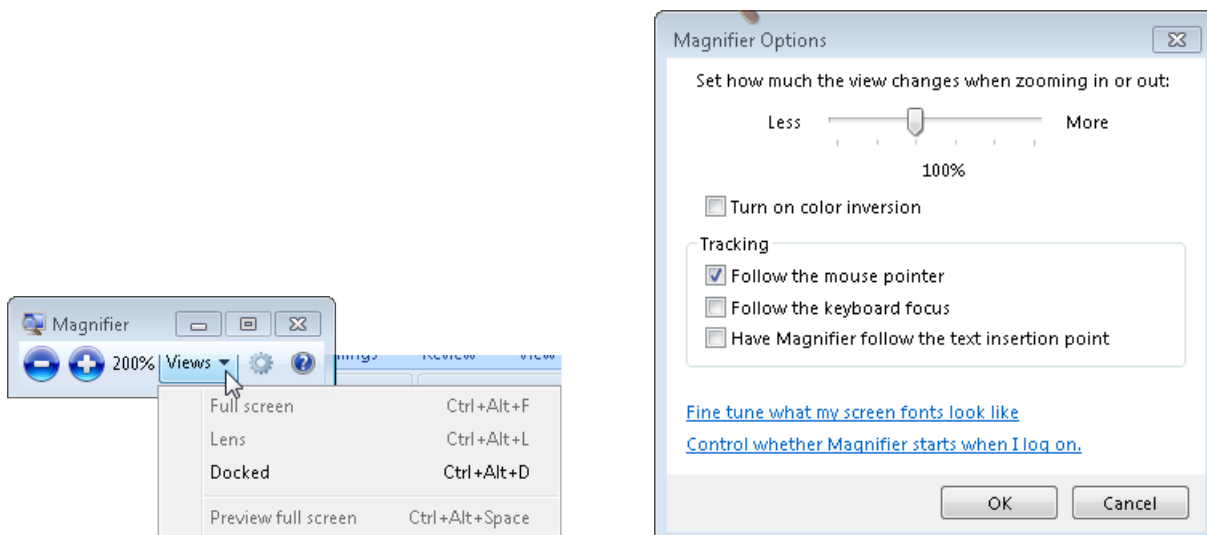 Magnifier Options
Set how much the view changes when zooming in or out:
Less More
100%
Turn on color inversion
Tracking
Follow the mouse pointer
Follow the keyboard focus
Have Magnifier follow the text insertion point
Fine tune what my screen fonts look like
Control whether Magnifier starts when I log on.
OK Cancel
Magnifier
200% Views
Full screen Ctrl+Alt+F
Lens Ctrl+Alt+L
Docked Ctrl+Alt+D
Preview full screen Ctrl+Alt+Space